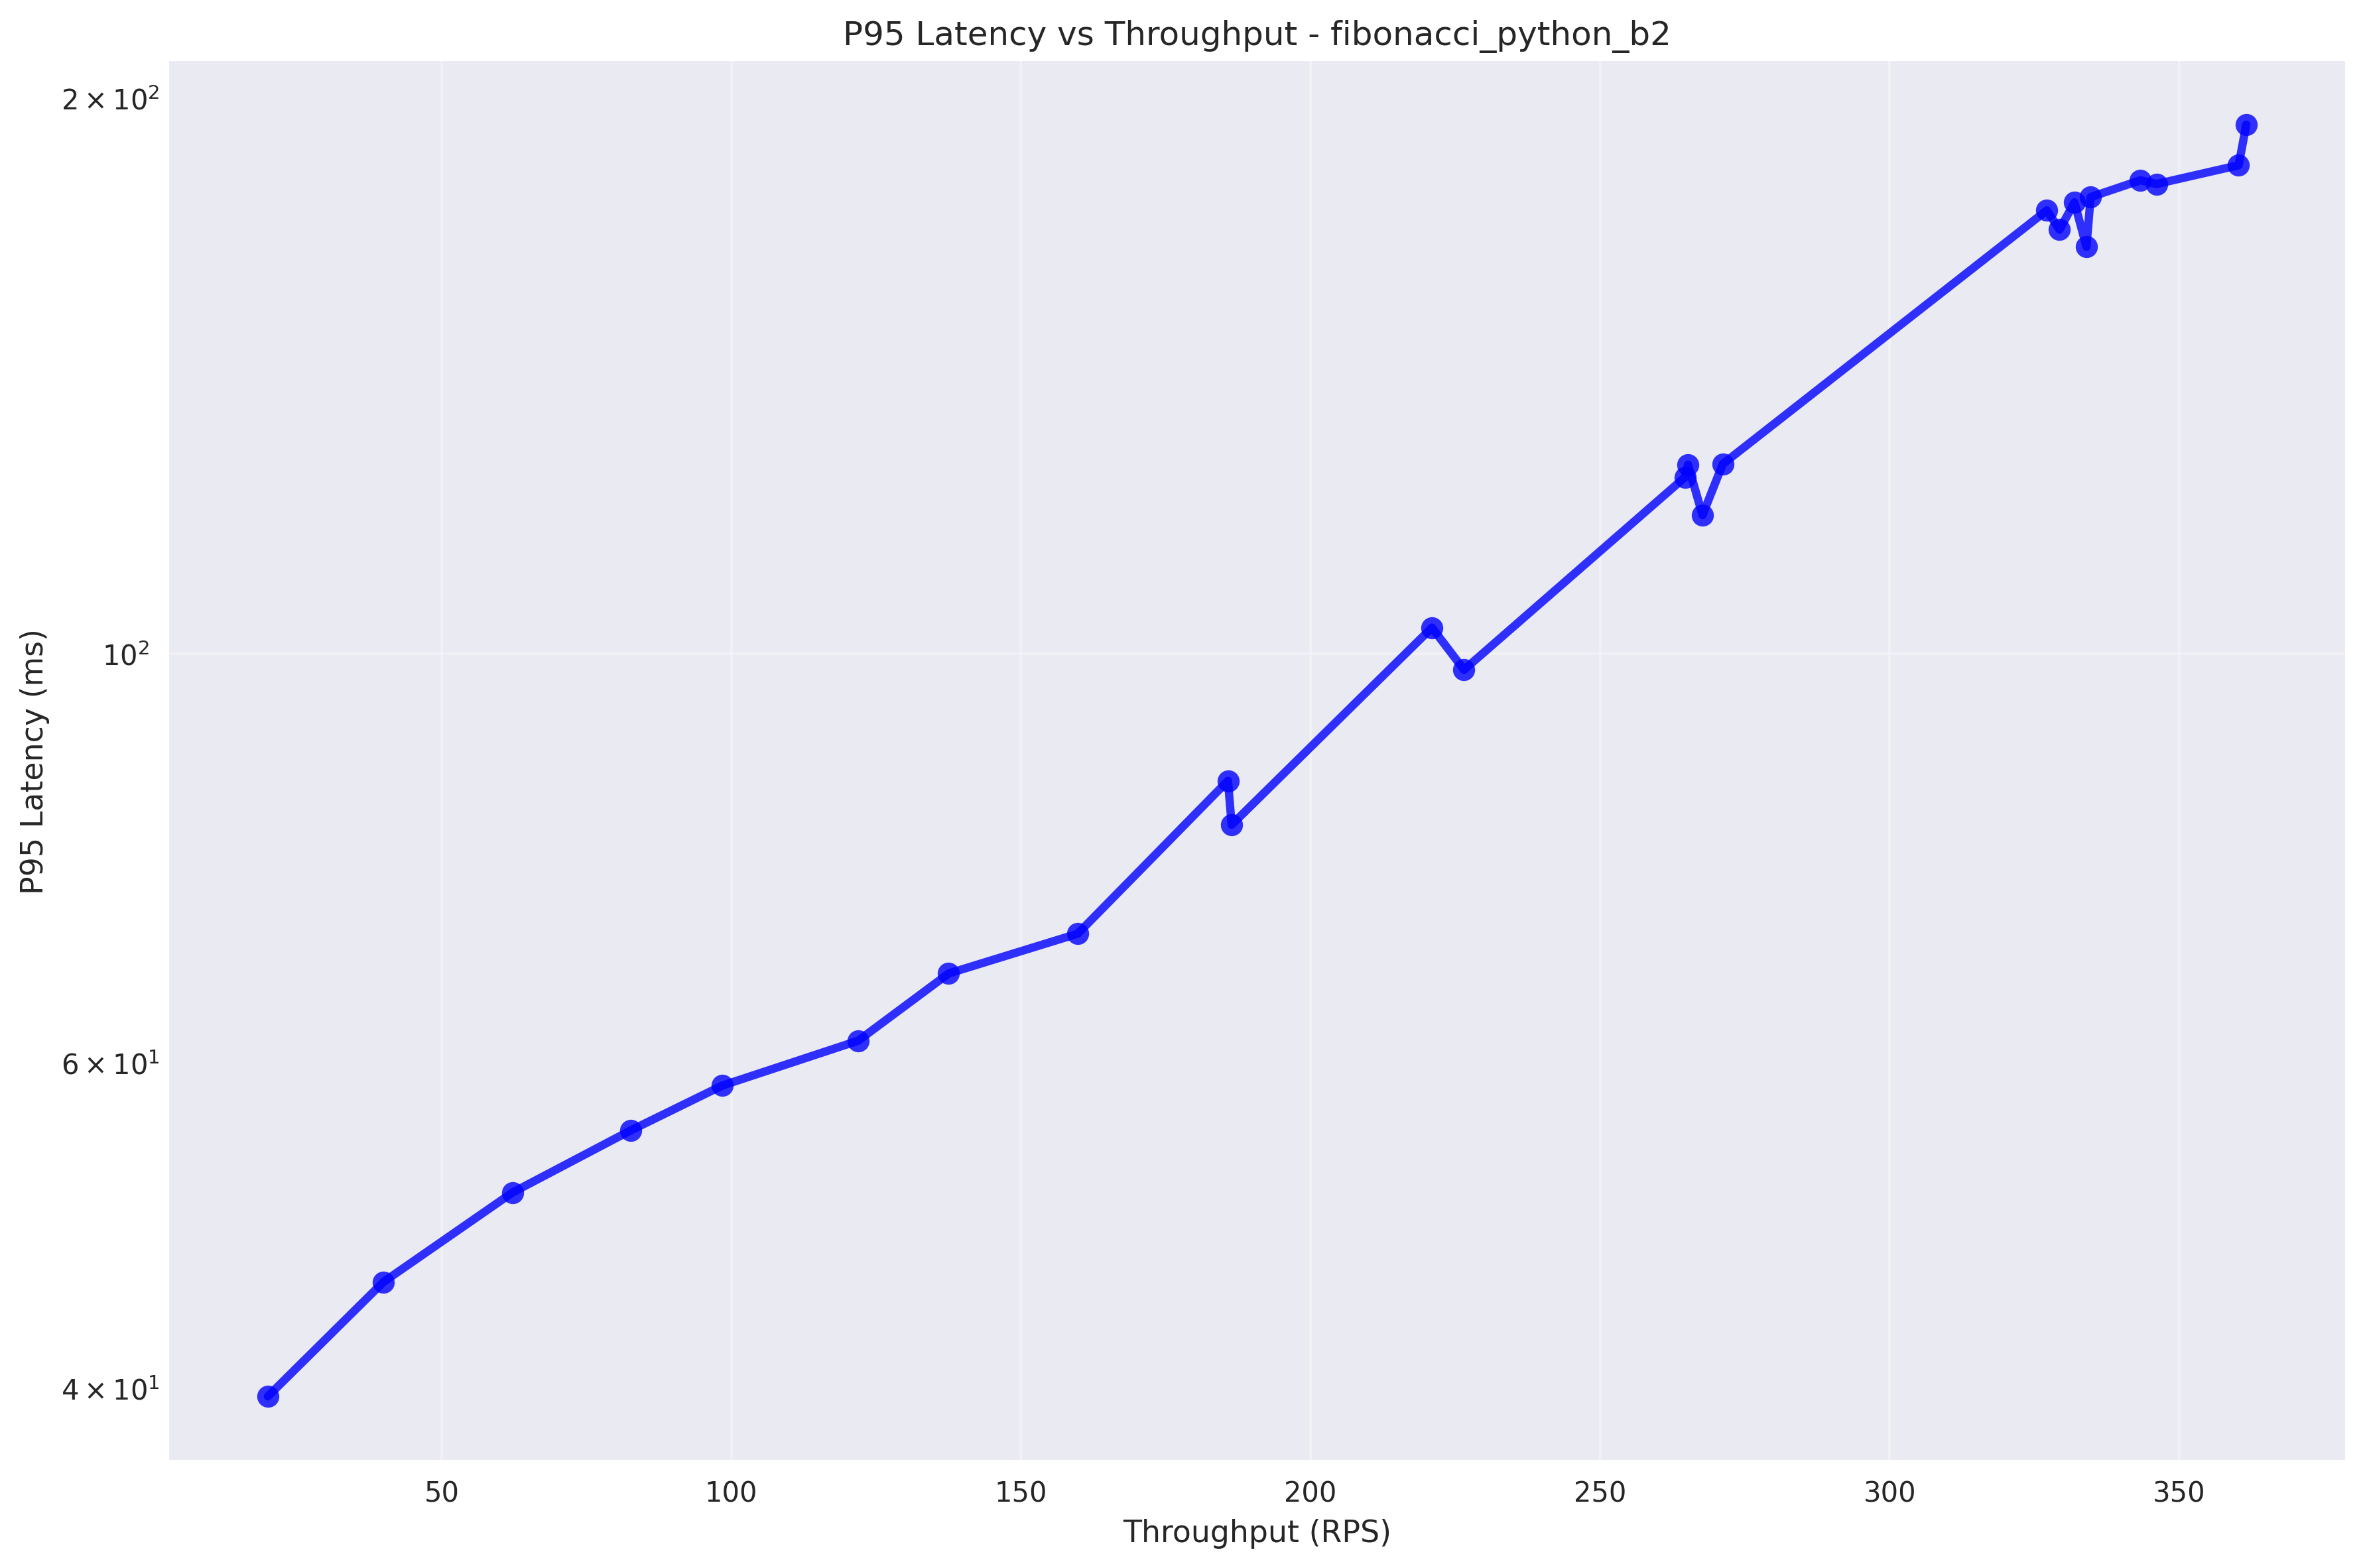 P95 Latency vs Throughput - fibonacci_python_b2
2 × 10²
10²
6 × 10¹
4 × 10¹
P95 Latency (ms)
50 100 150 200 250 300 350
Throughput (RPS)